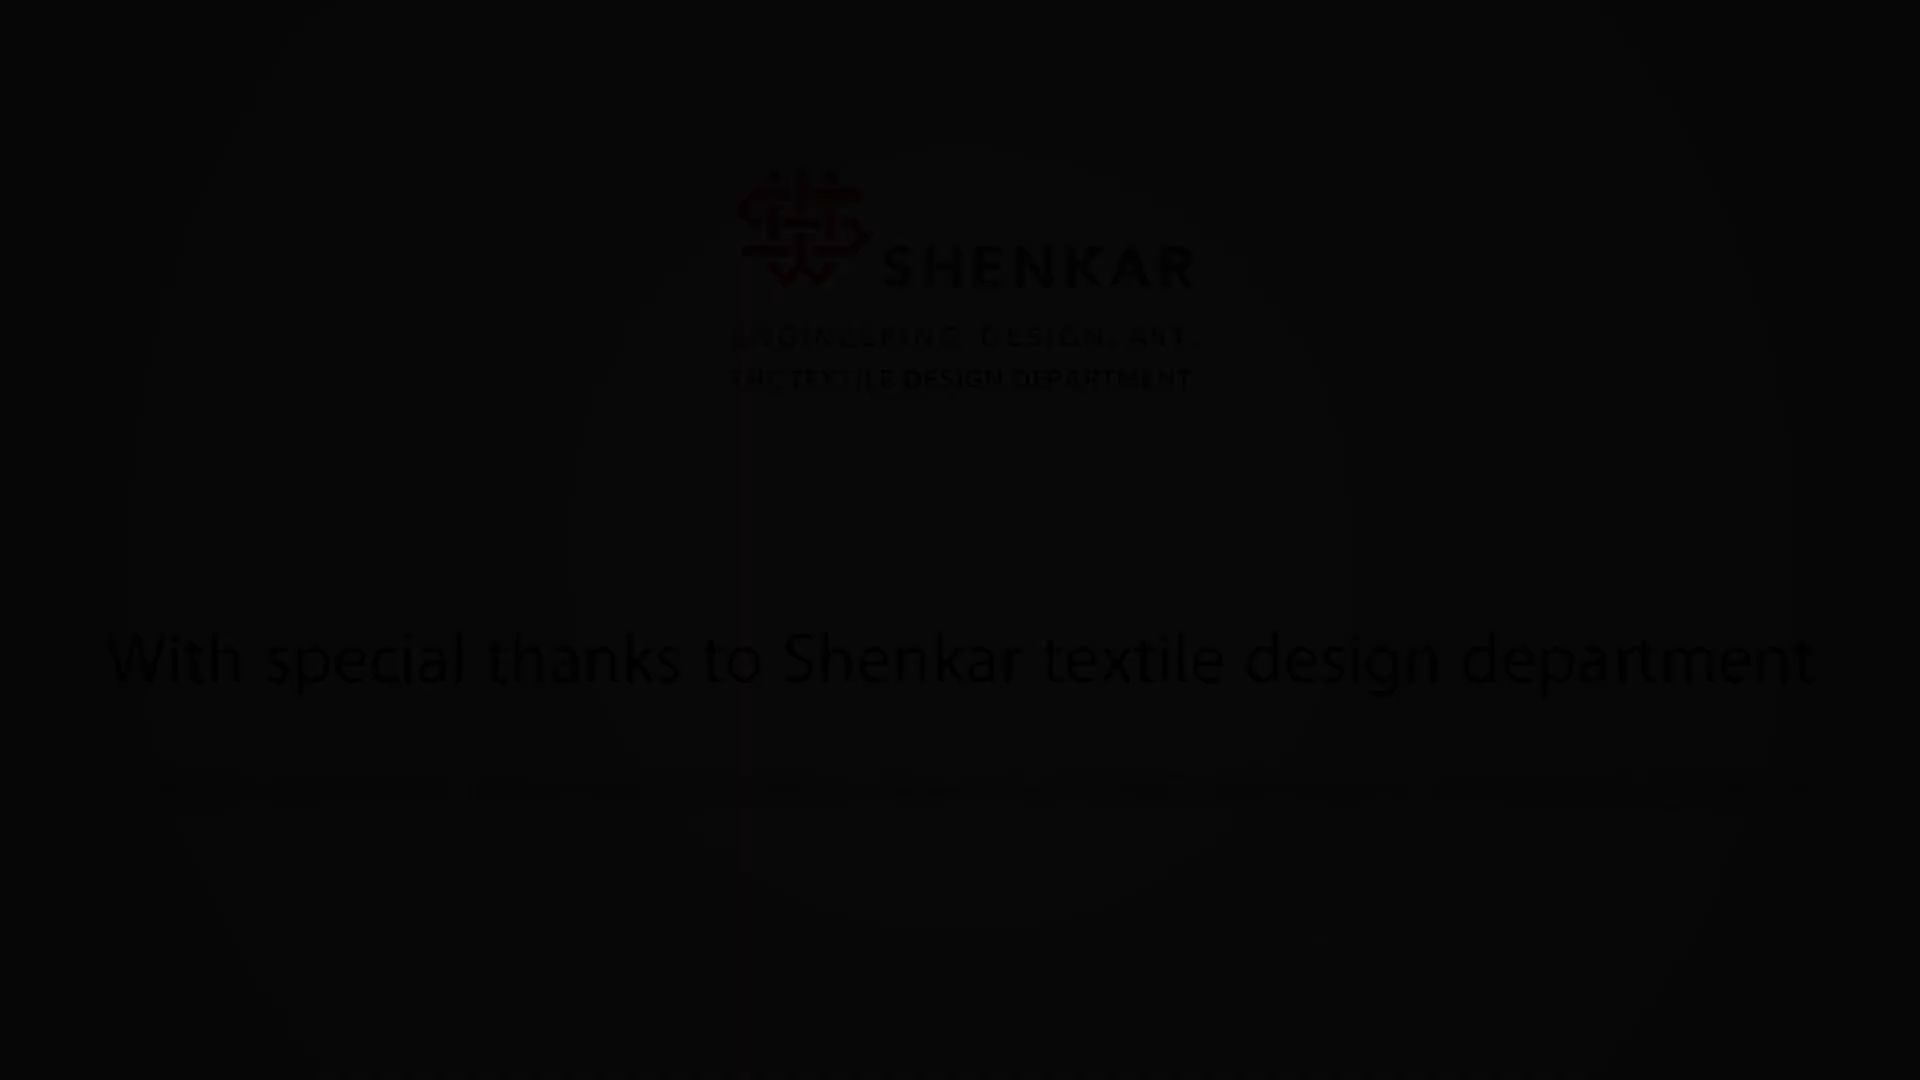 SHENKAR
ENGINEERING. DESIGN. ART.
THE TEXTILE DESIGN DEPARTMENT
With special thanks to Shenkar textile design department